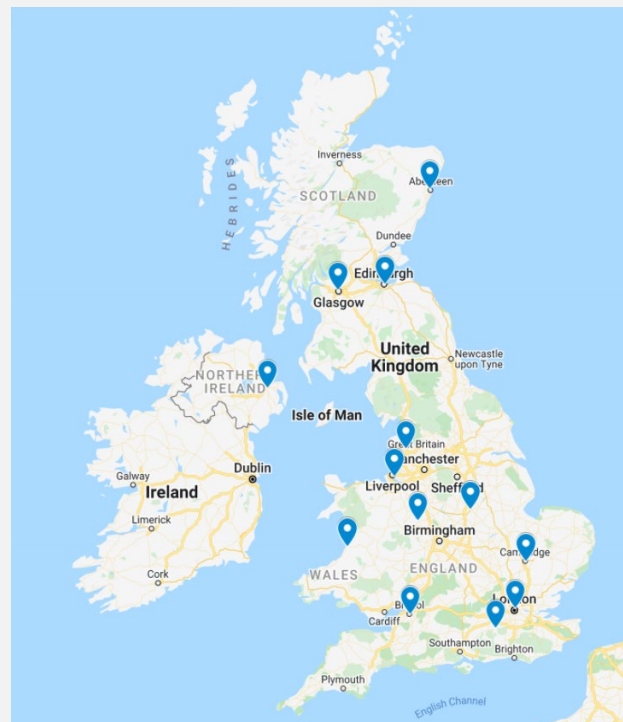 Inverness
Aberdeen
SCOTLAND
HEBRIDES
Dundee
Edinburgh
Glasgow
United
Kingdom
Newcastle
upon Tyne
NORTHERN
IRELAND
Isle of Man
Great Britain
Manchester
Dublin
Galway
Liverpool
Sheffield
Ireland
Limerick
Birmingham
Cambridge
WALES
ENGLAND
Cork
Bristol
London
Cardiff
Southampton
Brighton
Plymouth
English Channel